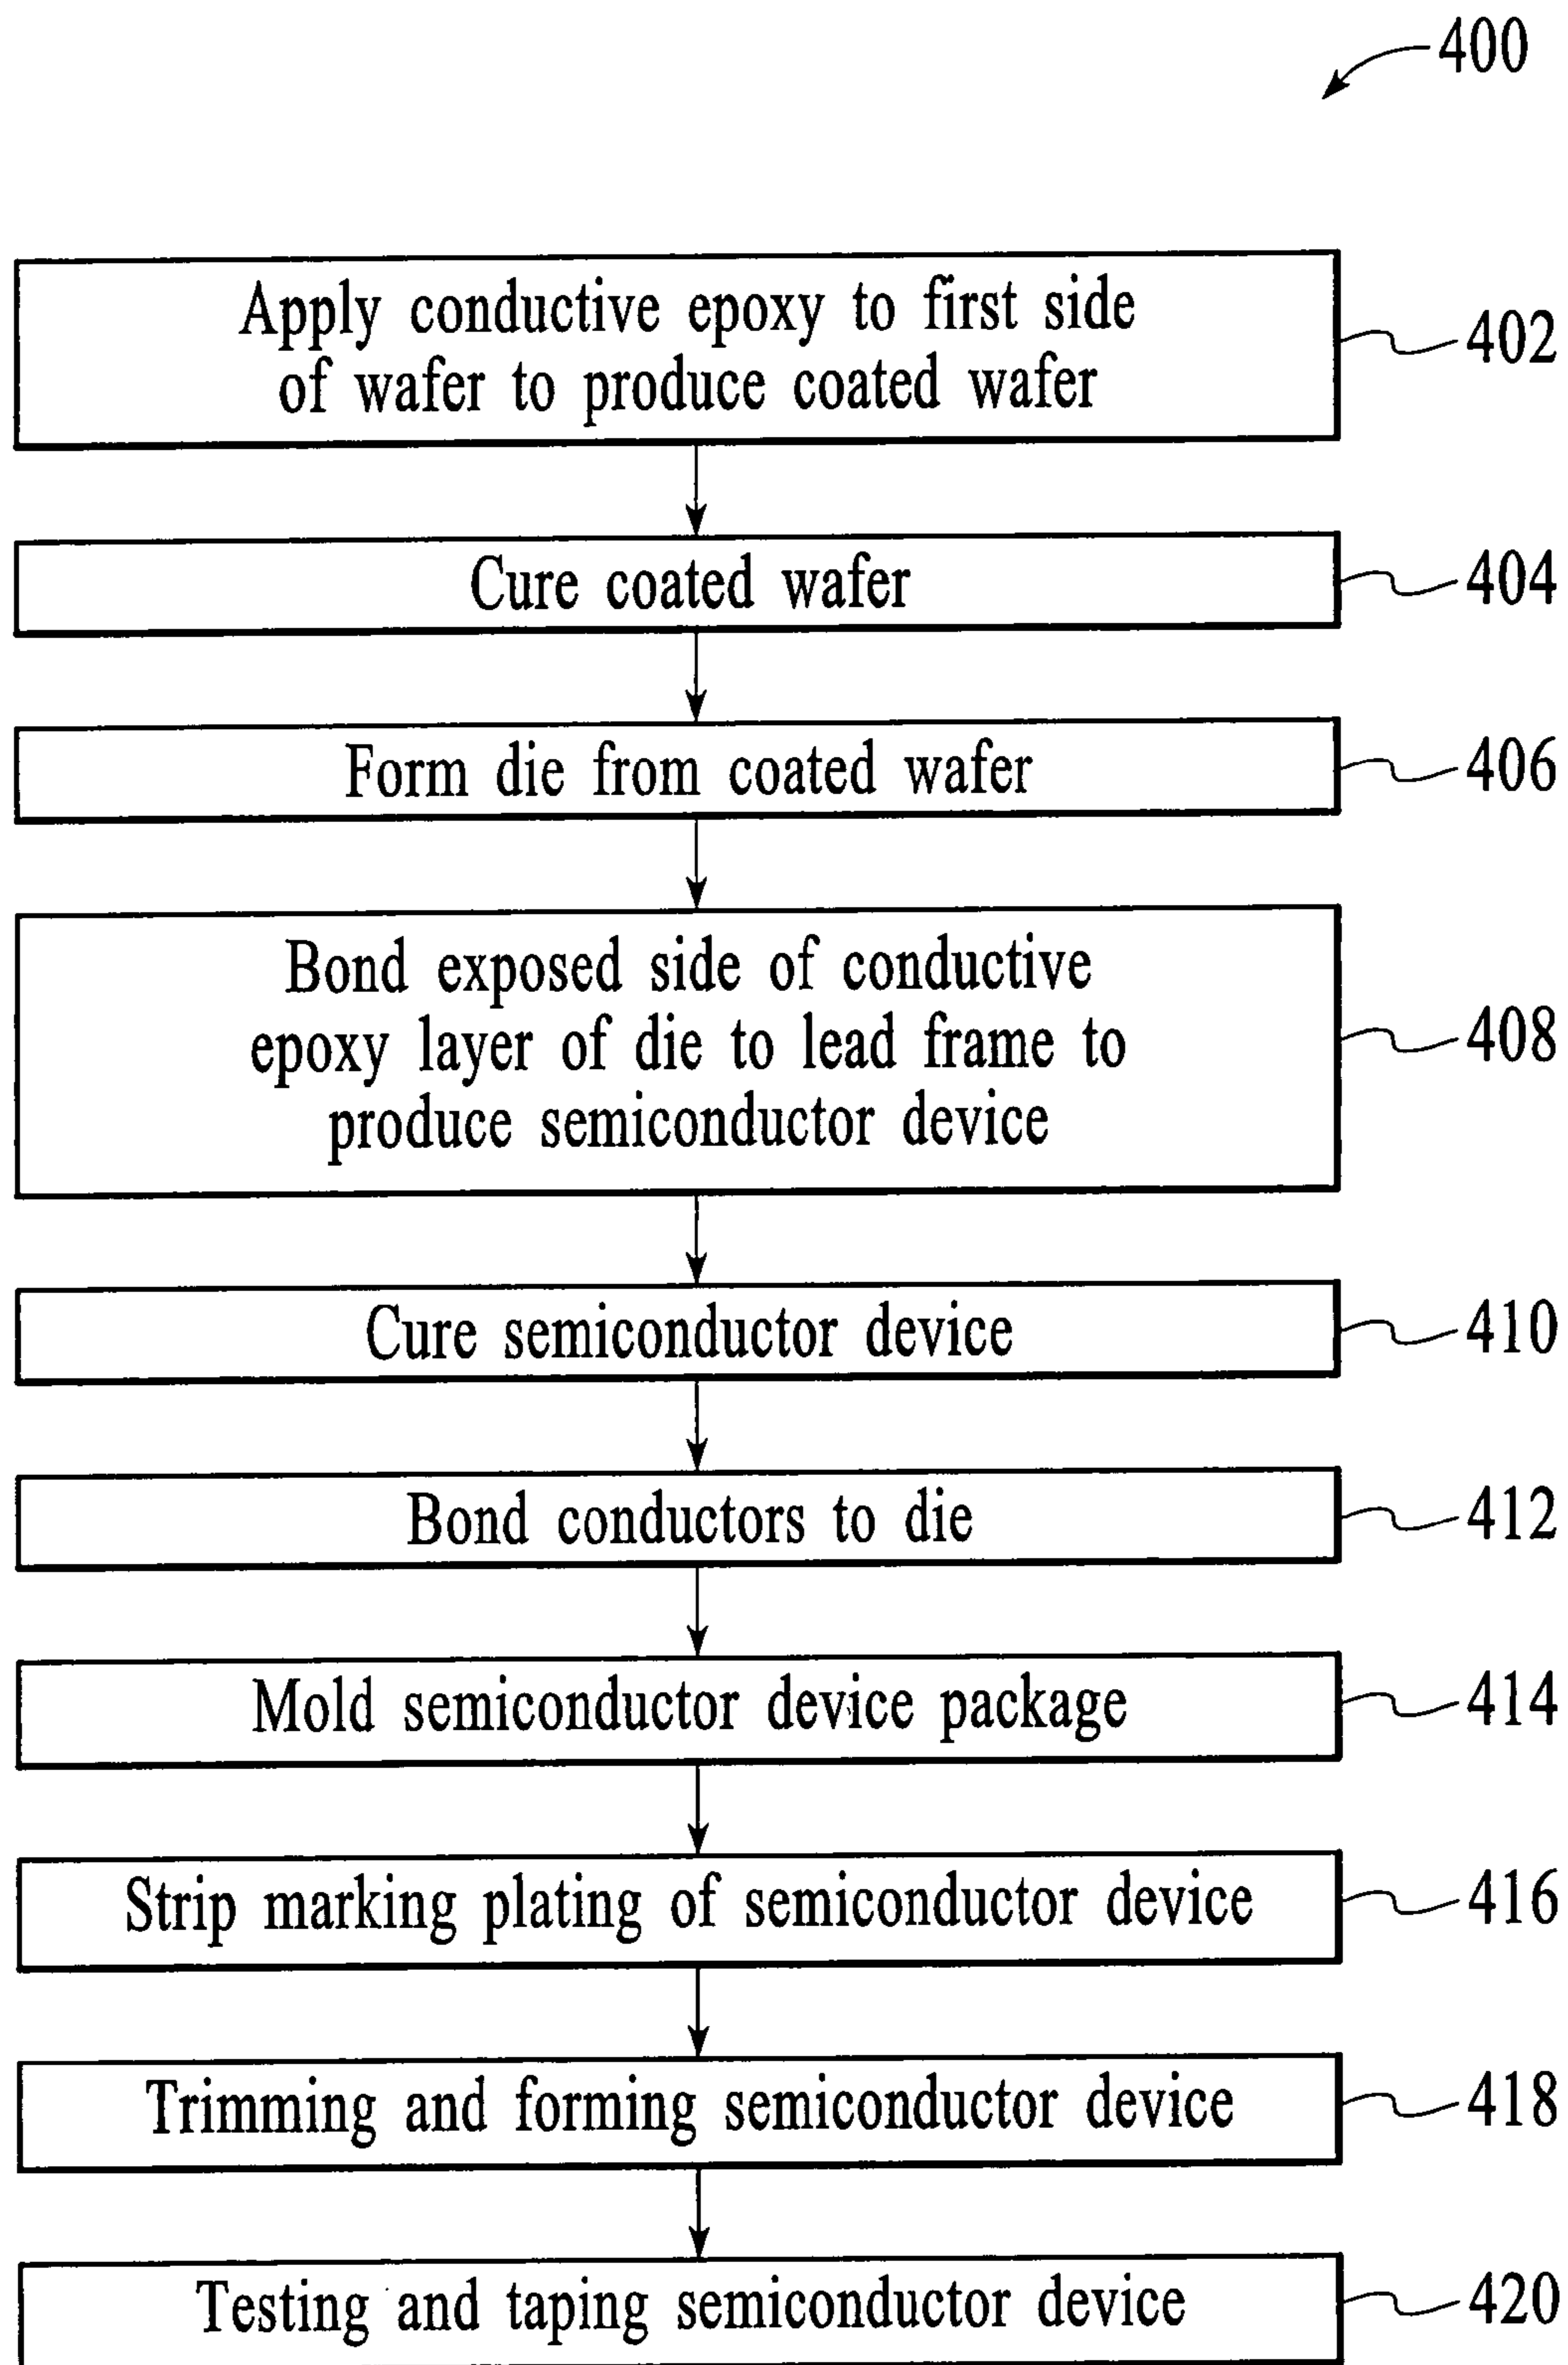 400
Apply conductive epoxy to first side
of wafer to produce coated wafer
402
Cure coated wafer
404
Form die from coated wafer
406
Bond exposed side of conductive
epoxy layer of die to lead frame to
produce semiconductor device
408
Cure semiconductor device
410
Bond conductors to die
412
Mold semiconductor device package
414
Strip marking plating of semiconductor device
416
Trimming and forming semiconductor device
418
Testing and taping semiconductor device
420